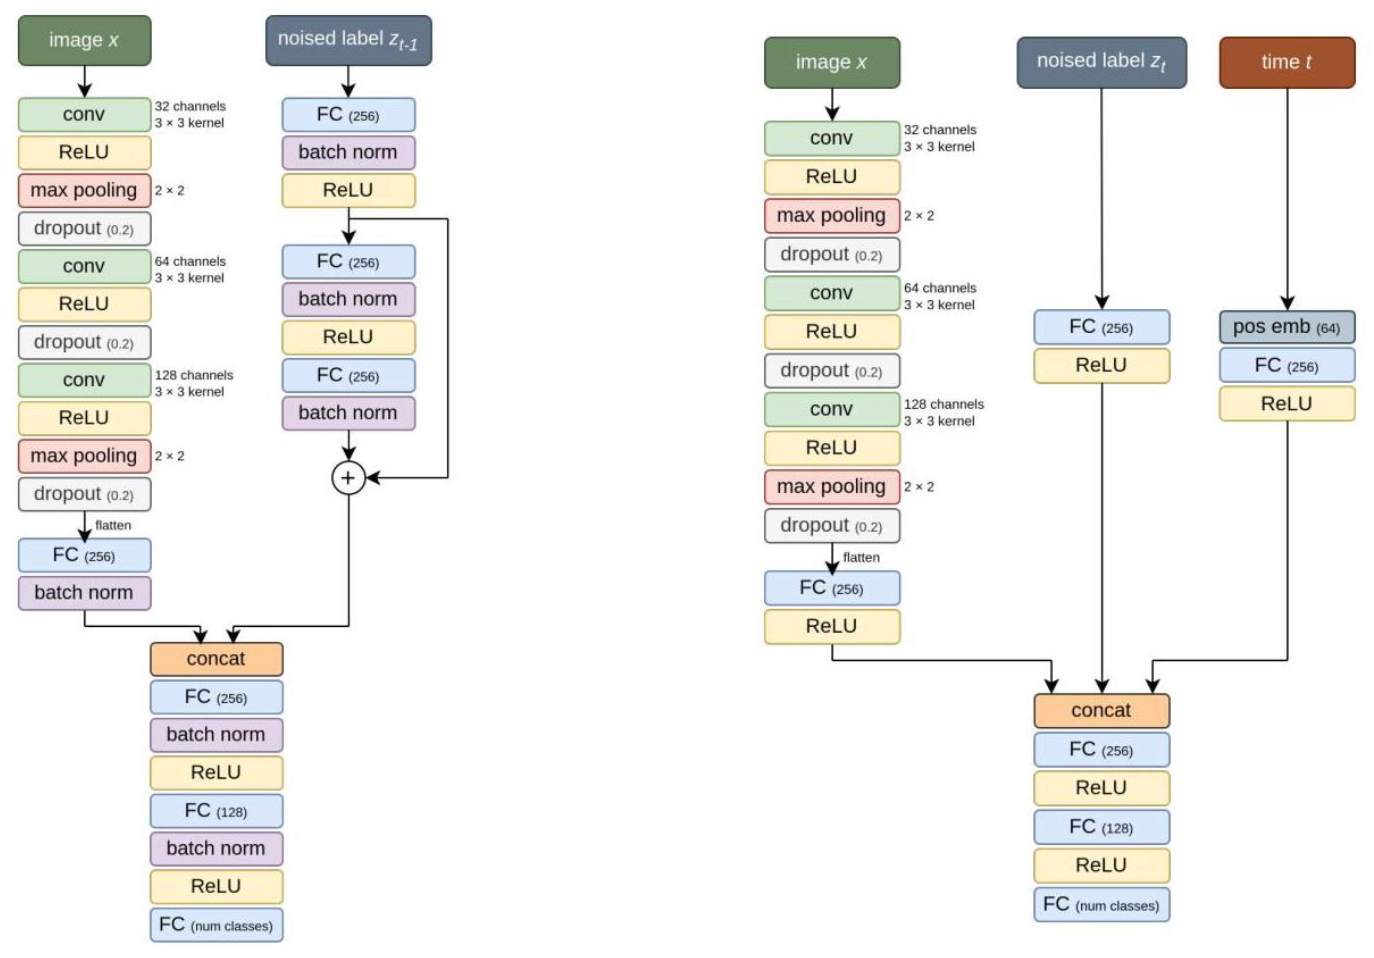 image x
conv
32 channels
3 × 3 kernel
ReLU
max pooling
2 × 2
dropout (0.2)
conv
64 channels
3 × 3 kernel
ReLU
dropout (0.2)
conv
128 channels
3 × 3 kernel
ReLU
max pooling
2 × 2
dropout (0.2)
flatten
FC (256)
batch norm
noised label z_{t-1}
FC (256)
batch norm
ReLU
FC (256)
batch norm
ReLU
FC (256)
batch norm
+
concat
FC (256)
batch norm
ReLU
FC (128)
batch norm
ReLU
FC (num classes)
image x
conv
32 channels
3 × 3 kernel
ReLU
max pooling
2 × 2
dropout (0.2)
conv
64 channels
3 × 3 kernel
ReLU
dropout (0.2)
conv
128 channels
3 × 3 kernel
ReLU
max pooling
2 × 2
dropout (0.2)
flatten
FC (256)
ReLU
noised label z_t
FC (256)
ReLU
time t
pos emb (64)
FC (256)
ReLU
concat
FC (256)
ReLU
FC (128)
ReLU
FC (num classes)